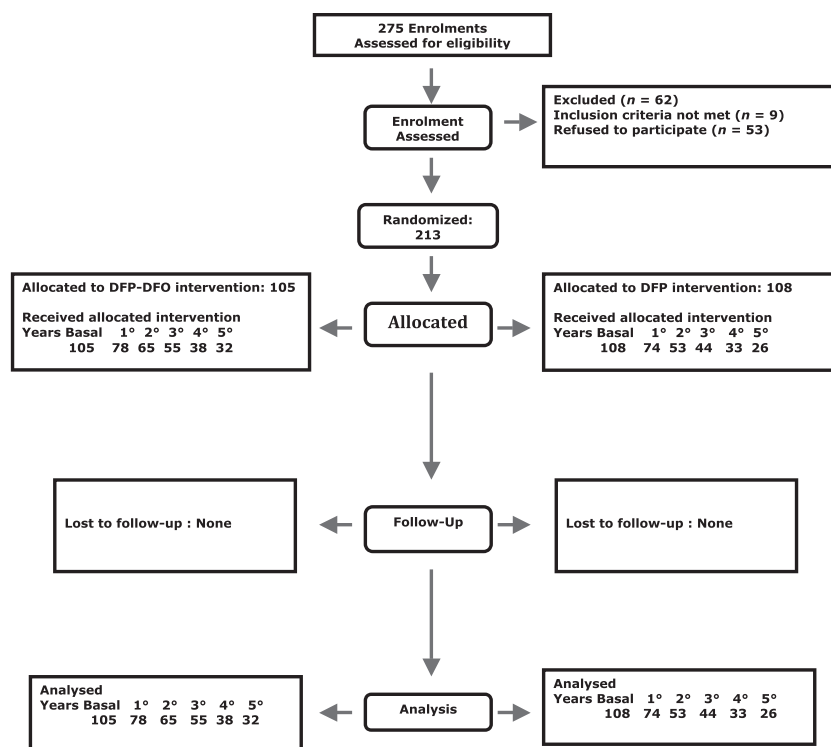 275 Enrolments
Assessed for eligibility
Enrolment
Assessed
Excluded (n = 62)
Inclusion criteria not met (n = 9)
Refused to participate (n = 53)
Randomized:
213
Allocated to DFP-DFO intervention: 105
Received allocated intervention
Years Basal 1° 2° 3° 4° 5°
105 78 65 55 38 32
Allocated
Allocated to DFP intervention: 108
Received allocated intervention
Years Basal 1° 2° 3° 4° 5°
108 74 53 44 33 26
Lost to follow-up : None
Follow-Up
Lost to follow-up : None
Analysed
Years Basal 1° 2° 3° 4° 5°
105 78 65 55 38 32
Analysis
Analysed
Years Basal 1° 2° 3° 4° 5°
108 74 53 44 33 26